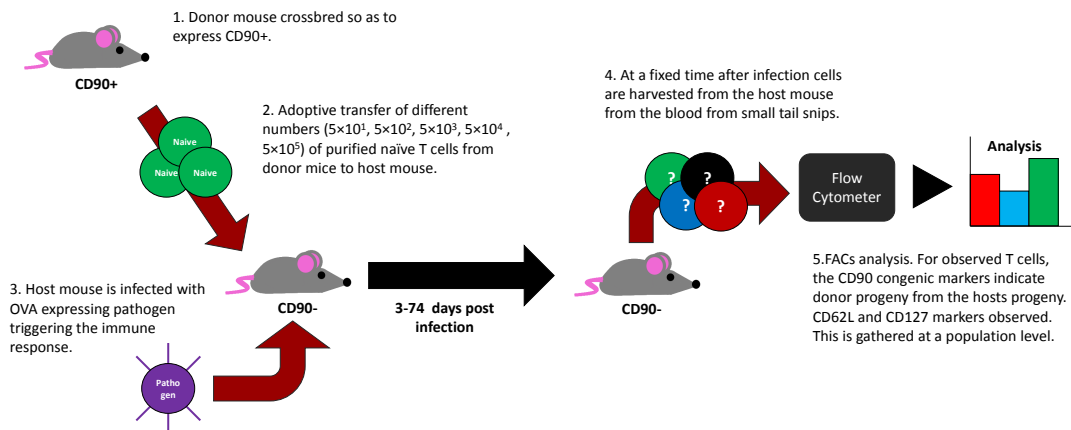 1. Donor mouse crossbred so as to
express CD90+.
CD90+
2. Adoptive transfer of different
numbers (5×10¹, 5×10², 5×10³, 5×10⁴ ,
5×10⁵) of purified naïve T cells from
donor mice to host mouse.
Naive
Naive
Naive
3. Host mouse is infected with
OVA expressing pathogen
triggering the immune
response.
Patho
gen
CD90-
3-74 days post
infection
4. At a fixed time after infection cells
are harvested from the host mouse
from the blood from small tail snips.
?
?
?
?
CD90-
Flow
Cytometer
Analysis
5.FACs analysis. For observed T cells,
the CD90 congenic markers indicate
donor progeny from the hosts progeny.
CD62L and CD127 markers observed.
This is gathered at a population level.